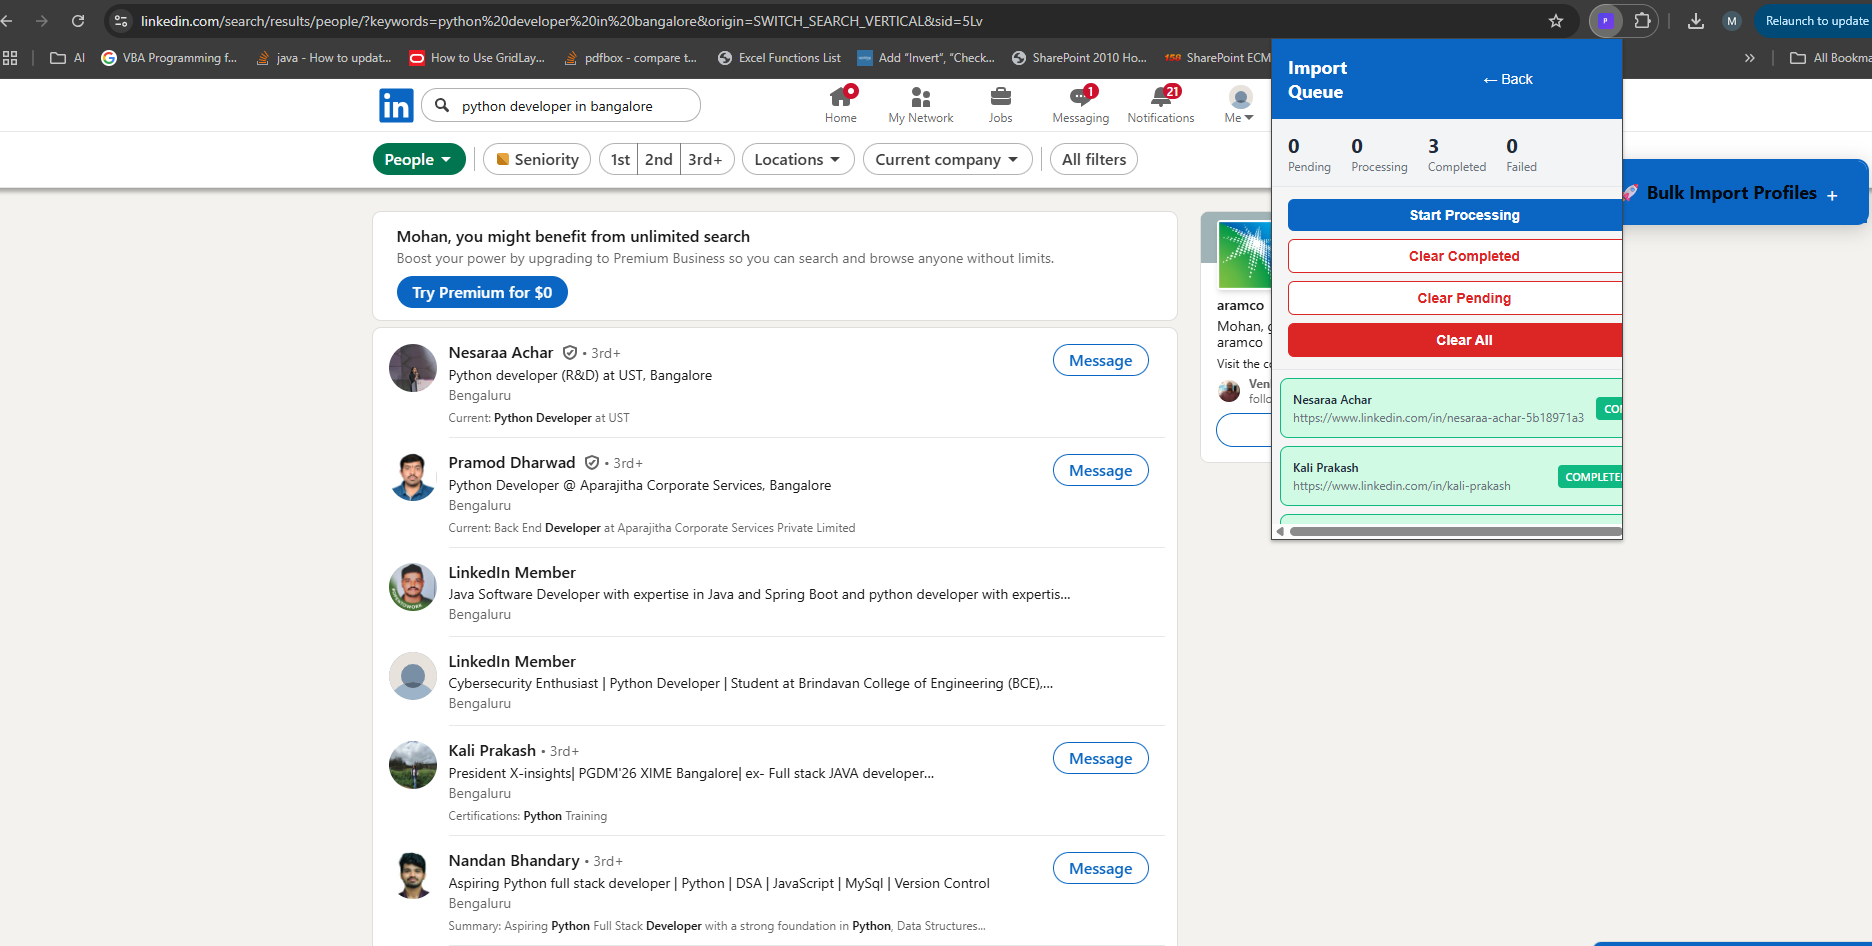 linkedin.com/search/results/people/?keywords=python%20developer%20in%20bangalore&origin=SWITCH_SEARCH_VERTICAL&sid=5Lv
P
M
Relaunch to update
AI
VBA Programming f...
java - How to updat...
How to Use GridLay...
pdfbox - compare t...
Excel Functions List
Add “Invert”, “Check...
SharePoint 2010 Ho...
158
SharePoint ECM
»
All Bookma
in
python developer in bangalore
Home
My Network
Jobs
1
Messaging
21
Notifications
Me
People
Seniority
1st
2nd
3rd+
Locations
Current company
All filters
Mohan, you might benefit from unlimited search
Boost your power by upgrading to Premium Business so you can search and browse anyone without limits.
Try Premium for $0
Nesaraa Achar • 3rd+
Python developer (R&D) at UST, Bangalore
Bengaluru
Current: Python Developer at UST
Message
Pramod Dharwad • 3rd+
Python Developer @ Aparajitha Corporate Services, Bangalore
Bengaluru
Current: Back End Developer at Aparajitha Corporate Services Private Limited
Message
LinkedIn Member
Java Software Developer with expertise in Java and Spring Boot and python developer with expertis...
Bengaluru
LinkedIn Member
Cybersecurity Enthusiast | Python Developer | Student at Brindavan College of Engineering (BCE),...
Bengaluru
Kali Prakash • 3rd+
President X-insights| PGDM'26 XIME Bangalore| ex- Full stack JAVA developer...
Bengaluru
Certifications: Python Training
Message
Nandan Bhandary • 3rd+
Aspiring Python full stack developer | Python | DSA | JavaScript | MySql | Version Control
Bengaluru
Summary: Aspiring Python Full Stack Developer with a strong foundation in Python, Data Structures...
Message
aramco
Mohan, g
aramco
Visit the co
Ven
follo
Import
Queue
← Back
0
Pending
0
Processing
3
Completed
0
Failed
Start Processing
Clear Completed
Clear Pending
Clear All
Nesaraa Achar
https://www.linkedin.com/in/nesaraa-achar-5b18971a3
CO
Kali Prakash
https://www.linkedin.com/in/kali-prakash
COMPLETE
🚀 Bulk Import Profiles +